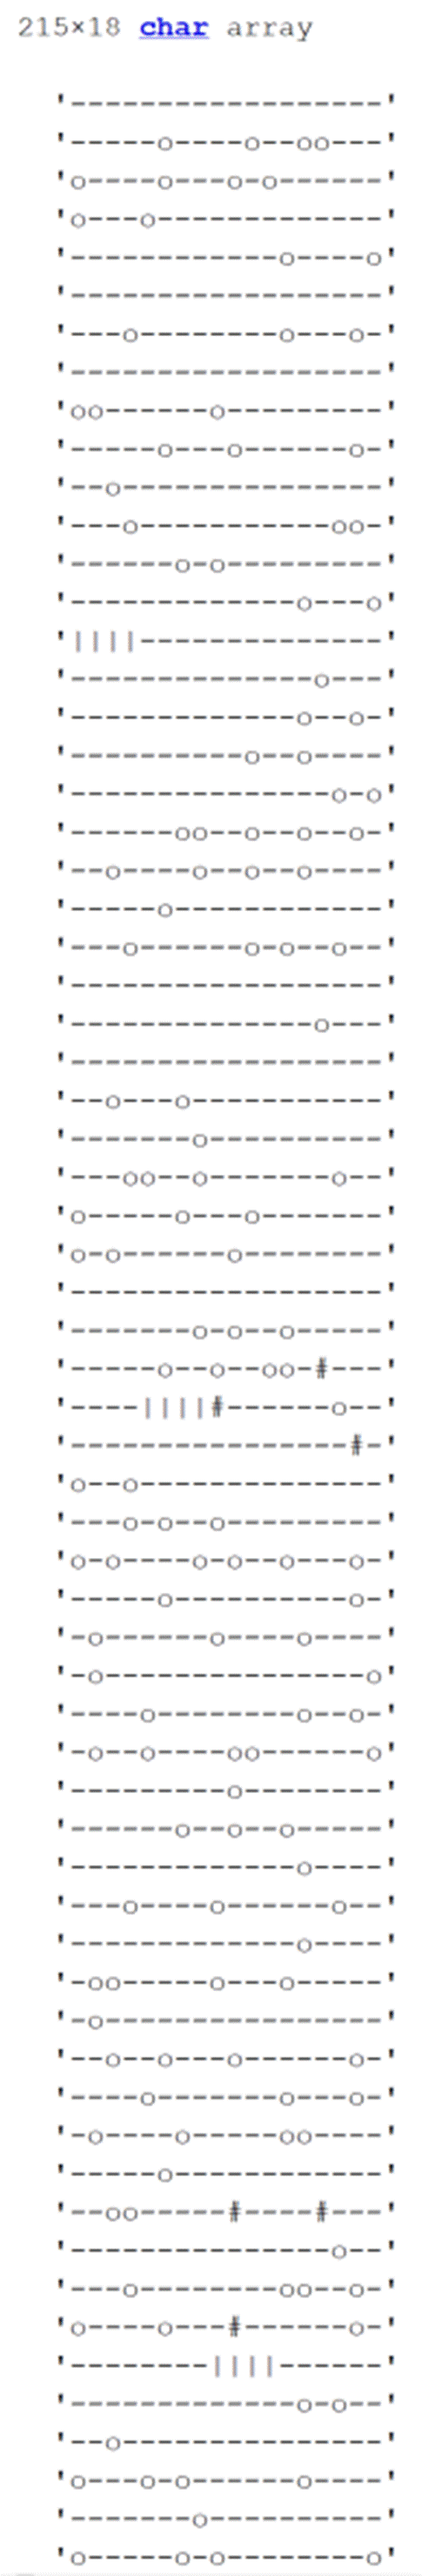 215×18 char array
'------------------'
'-----o----o--oo---'
'o----o---o-o------'
'o---o-------------'
'------------o----o'
'------------------'
'---o--------o---o-'
'------------------'
'oo------o---------'
'-----o---o------o-'
'--o---------------'
'---o-----------oo-'
'------o-o---------'
'-------------o---o'
'||||--------------'
'--------------o---'
'-------------o--o-'
'----------o--o----'
'---------------o-o'
'------oo--o--o--o-'
'--o----o--o--o----'
'-----o------------'
'---o------o-o--o--'
'------------------'
'--------------o---'
'------------------'
'--o---o-----------'
'-------o----------'
'---oo--o-------o--'
'o-----o---o-------'
'o-o------o--------'
'------------------'
'-------o-o--o-----'
'-----o--o--oo-#---'
'----||||#------o--'
'----------------#-'
'o--o--------------'
'---o-o--o---------'
'o-o----o-o--o---o-'
'-----o----------o-'
'-o------o----o----'
'-o---------------o'
'----o--------o--o-'
'-o--o----oo------o'
'---------o--------'
'------o--o--o-----'
'-------------o----'
'---o----o------o--'
'-------------o----'
'-oo-----o---o-----'
'-o----------------'
'--o--o---o------o-'
'----o-------o---o-'
'-o----o-----oo----'
'-----o------------'
'--oo-----#----#---'
'---------------o--'
'---o--------oo--o-'
'o----o---#------o-'
'--------||||------'
'-------------o-o--'
'--o---------------'
'o---o-o------o----'
'-------o----------'
'o-----o-o--------o'